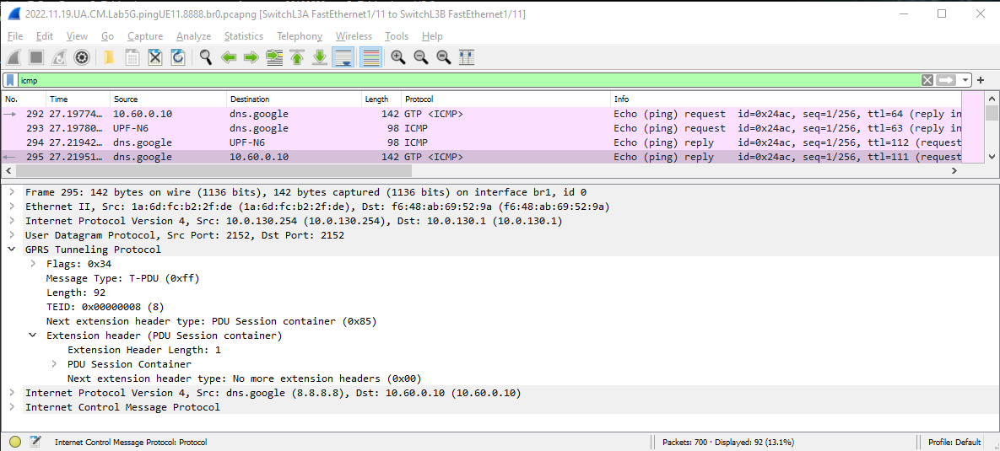 2022.11.19.UA.CM.Lab5G.pingUE11.8888.br0.pcapng [SwitchL3A FastEthernet1/11 to SwitchL3B FastEthernet1/11]
File Edit View Go Capture Analyze Statistics Telephony Wireless Tools Help
icmp
No. Time Source Destination Length Protocol Info
292 27.19774… 10.60.0.10 dns.google 142 GTP <ICMP> Echo (ping) request id=0x24ac, seq=1/256, ttl=64 (reply in
293 27.19780… UPF-N6 dns.google 98 ICMP Echo (ping) request id=0x24ac, seq=1/256, ttl=63 (reply in
294 27.21942… dns.google UPF-N6 98 ICMP Echo (ping) reply id=0x24ac, seq=1/256, ttl=112 (request
295 27.21951… dns.google 10.60.0.10 142 GTP <ICMP> Echo (ping) reply id=0x24ac, seq=1/256, ttl=111 (request
Frame 295: 142 bytes on wire (1136 bits), 142 bytes captured (1136 bits) on interface br1, id 0
Ethernet II, Src: 1a:6d:fc:b2:2f:de (1a:6d:fc:b2:2f:de), Dst: f6:48:ab:69:52:9a (f6:48:ab:69:52:9a)
Internet Protocol Version 4, Src: 10.0.130.254 (10.0.130.254), Dst: 10.0.130.1 (10.0.130.1)
User Datagram Protocol, Src Port: 2152, Dst Port: 2152
GPRS Tunneling Protocol
Flags: 0x34
Message Type: T-PDU (0xff)
Length: 92
TEID: 0x00000008 (8)
Next extension header type: PDU Session container (0x85)
Extension header (PDU Session container)
Extension Header Length: 1
PDU Session Container
Next extension header type: No more extension headers (0x00)
Internet Protocol Version 4, Src: dns.google (8.8.8.8), Dst: 10.60.0.10 (10.60.0.10)
Internet Control Message Protocol
Internet Control Message Protocol: Protocol Packets: 700 · Displayed: 92 (13.1%) Profile: Default